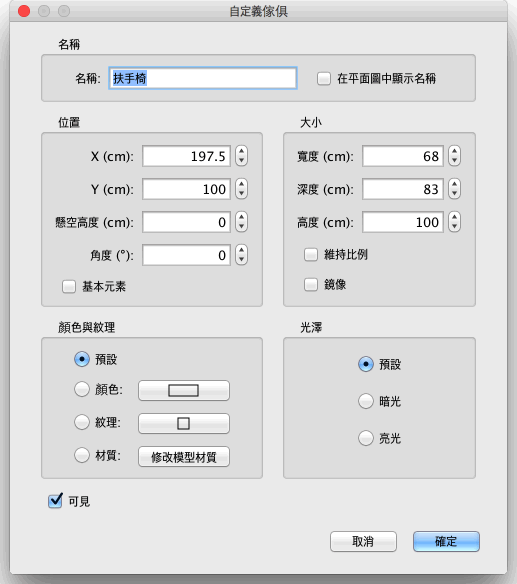 自定義傢俱
名稱
名稱: 扶手椅 在平面圖中顯示名稱
位置
X (cm): 197.5
Y (cm): 100
懸空高度 (cm): 0
角度 (°): 0
基本元素
大小
寬度 (cm): 68
深度 (cm): 83
高度 (cm): 100
維持比例
鏡像
顏色與紋理
預設
顏色:
紋理:
材質: 修改模型材質
光澤
預設
暗光
亮光
可見
取消 確定